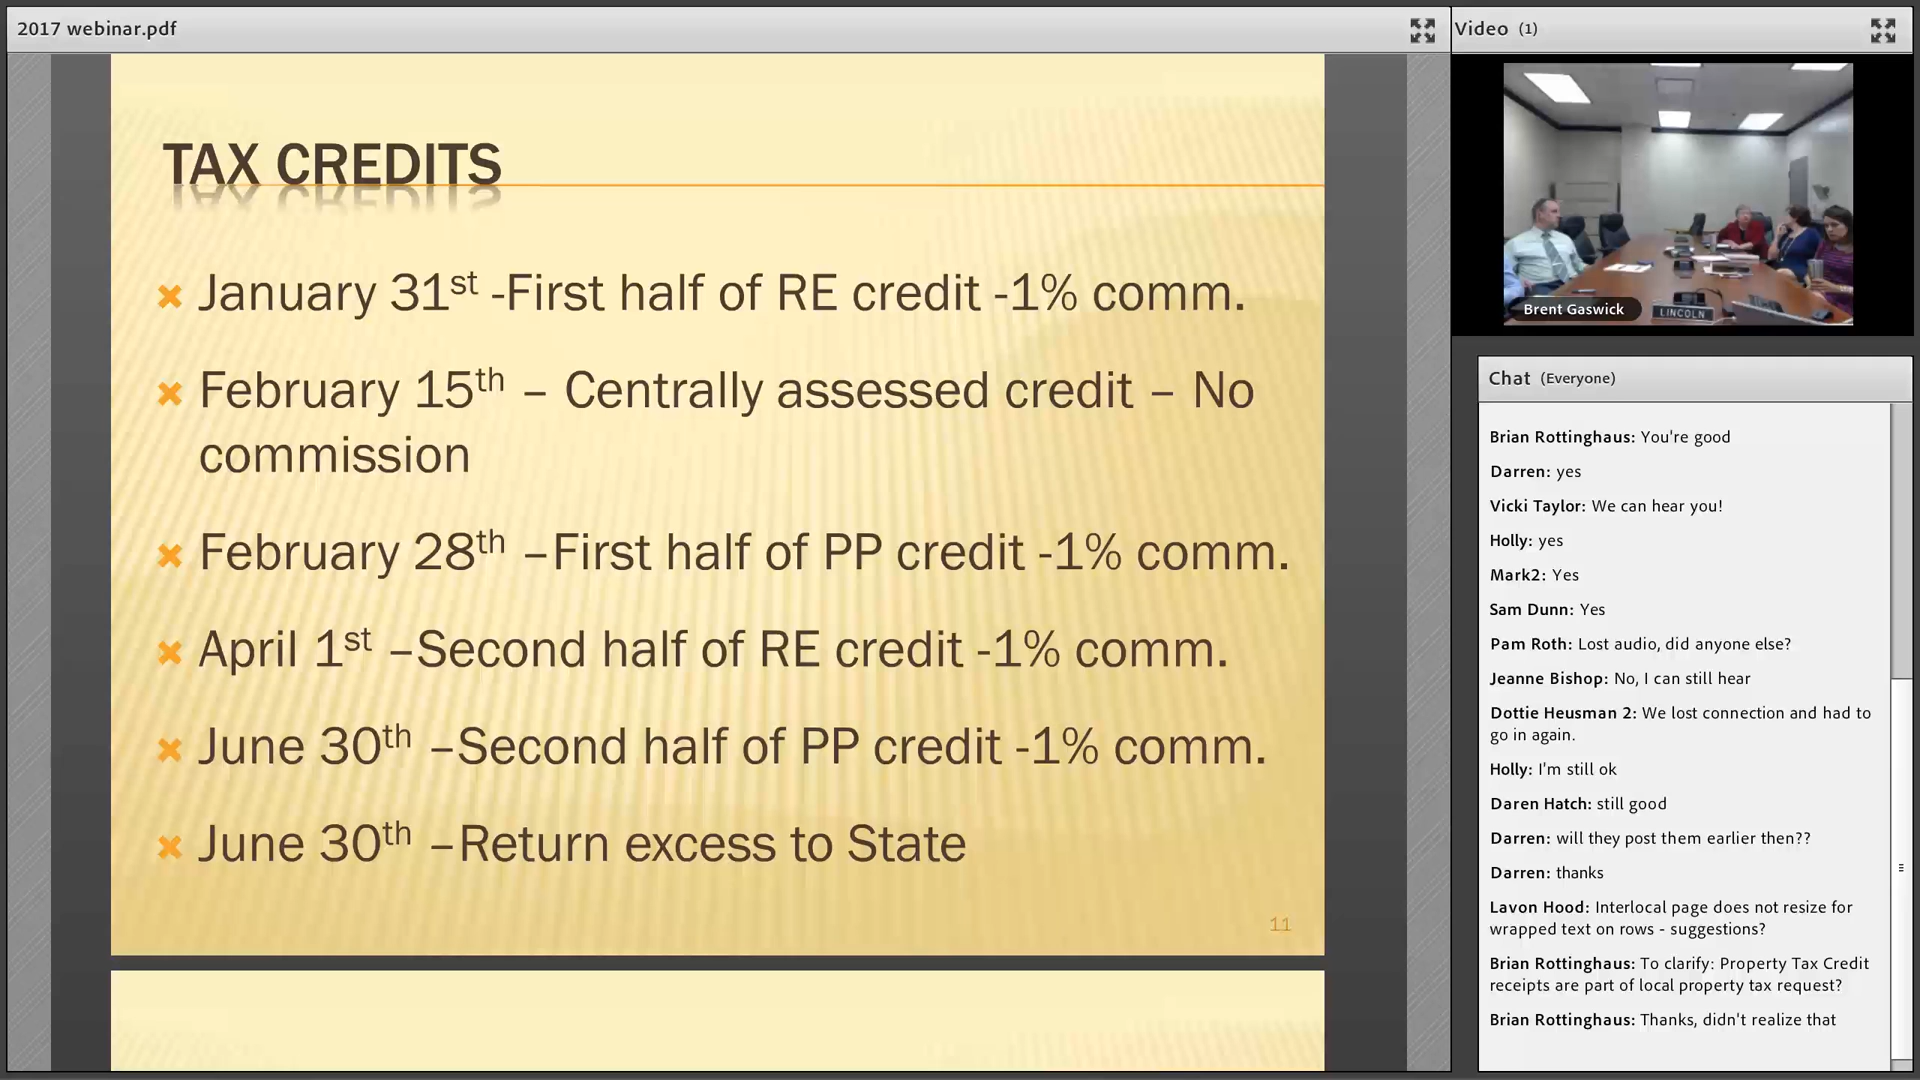 2017 webinar.pdf
TAX CREDITS
January 31st -First half of RE credit -1% comm.
February 15th – Centrally assessed credit – No
commission
February 28th –First half of PP credit -1% comm.
April 1st –Second half of RE credit -1% comm.
June 30th –Second half of PP credit -1% comm.
June 30th –Return excess to State
11
Video (1)
Brent Gaswick
LINCOLN
Chat (Everyone)
Brian Rottinghaus: You're good
Darren: yes
Vicki Taylor: We can hear you!
Holly: yes
Mark2: Yes
Sam Dunn: Yes
Pam Roth: Lost audio, did anyone else?
Jeanne Bishop: No, I can still hear
Dottie Heusman 2: We lost connection and had to
go in again.
Holly: I'm still ok
Daren Hatch: still good
Darren: will they post them earlier then??
Darren: thanks
Lavon Hood: Interlocal page does not resize for
wrapped text on rows - suggestions?
Brian Rottinghaus: To clarify: Property Tax Credit
receipts are part of local property tax request?
Brian Rottinghaus: Thanks, didn't realize that